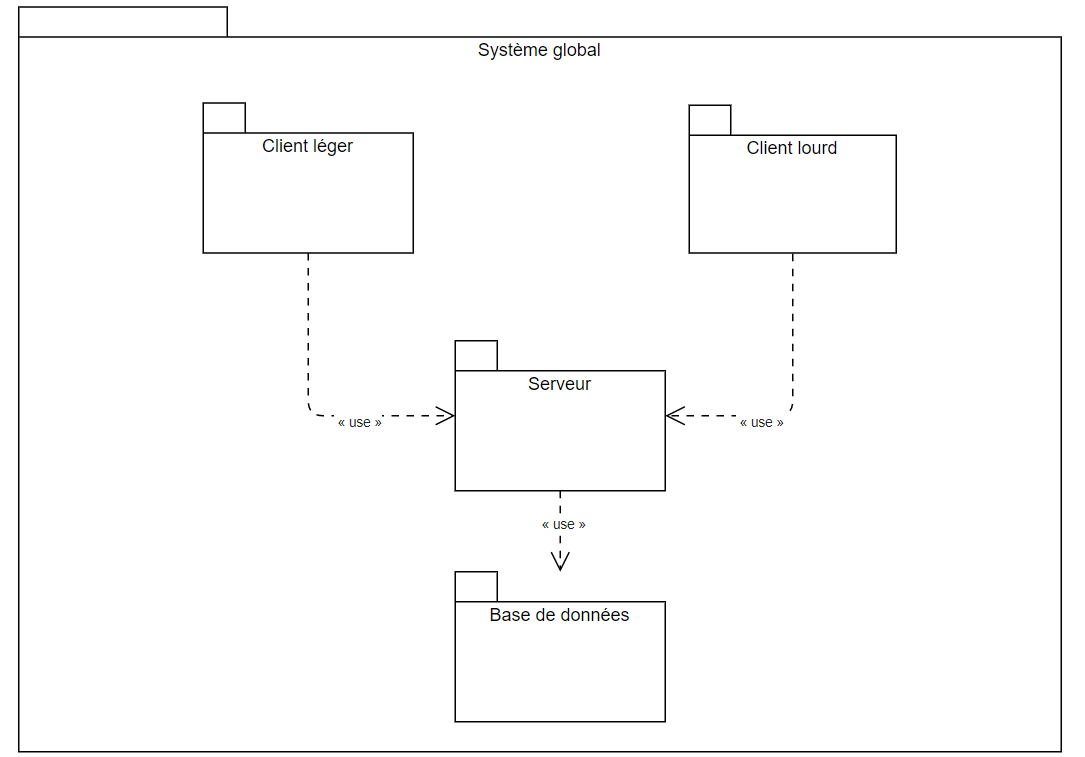 Système global
Client léger
Client lourd
Serveur
« use »
« use »
« use »
Base de données